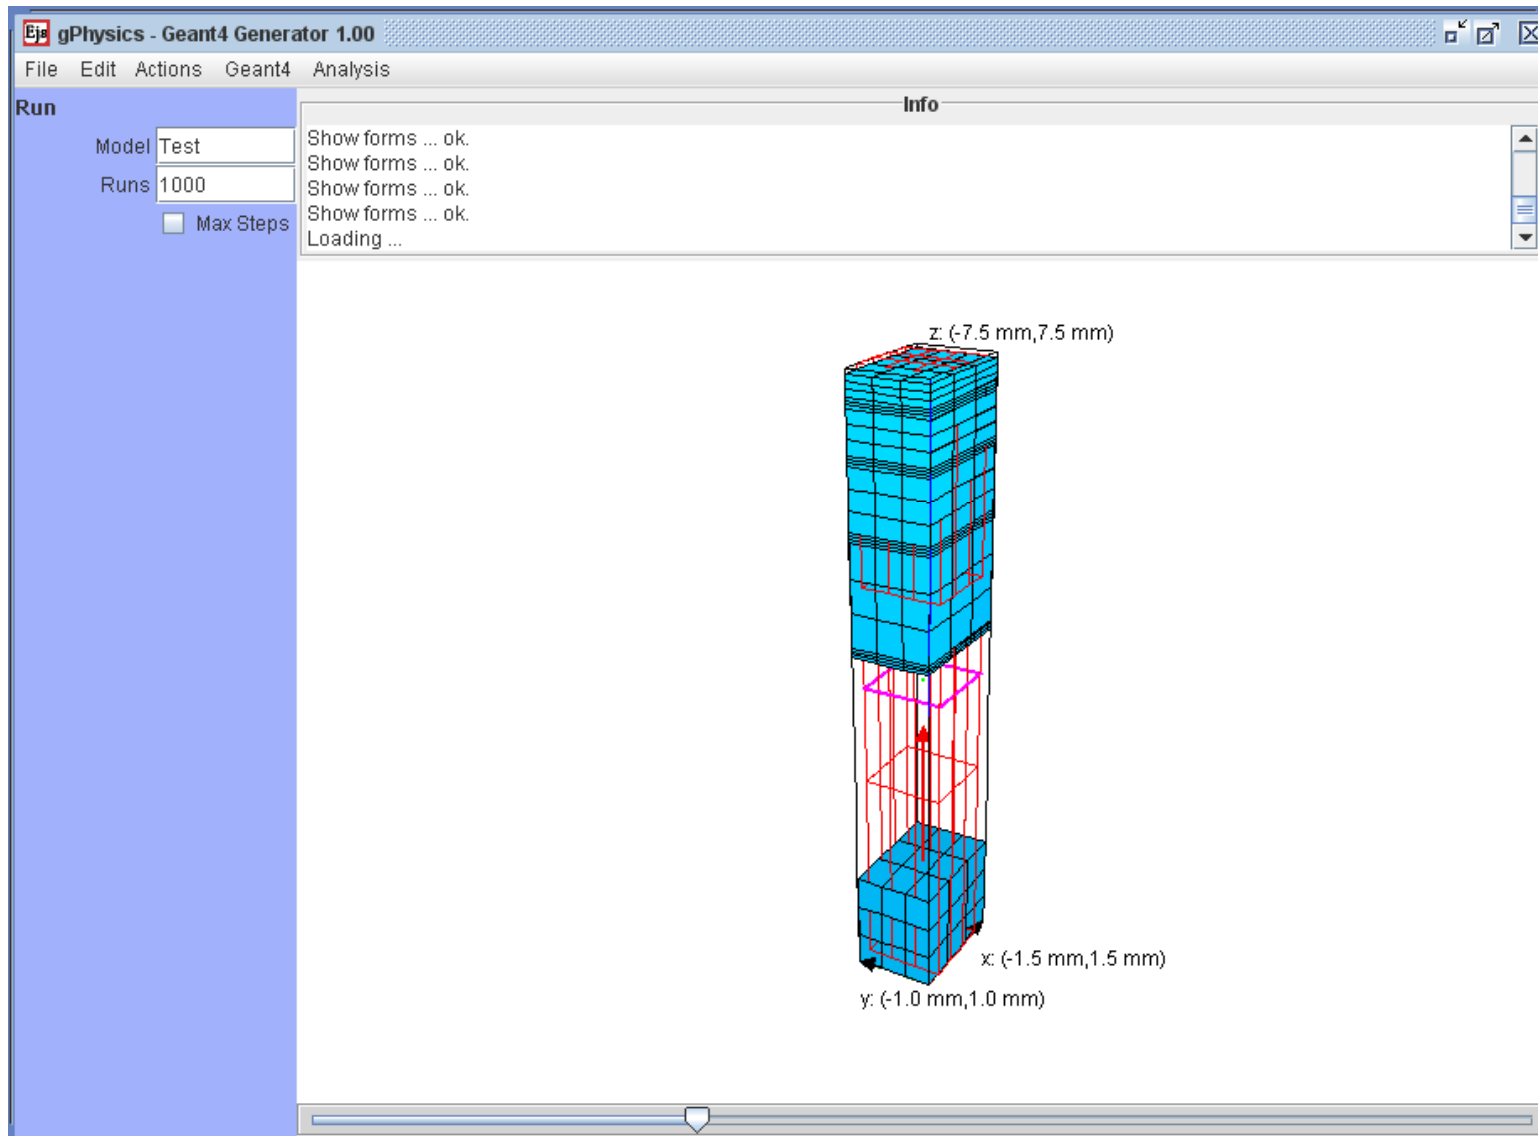 Ejs gPhysics - Geant4 Generator 1.00
File Edit Actions Geant4 Analysis
Run
Model Test
Runs 1000
Max Steps
Info
Show forms ... ok.
Show forms ... ok.
Show forms ... ok.
Show forms ... ok.
Loading ...
z: (-7.5 mm,7.5 mm)
x: (-1.5 mm,1.5 mm)
y: (-1.0 mm,1.0 mm)